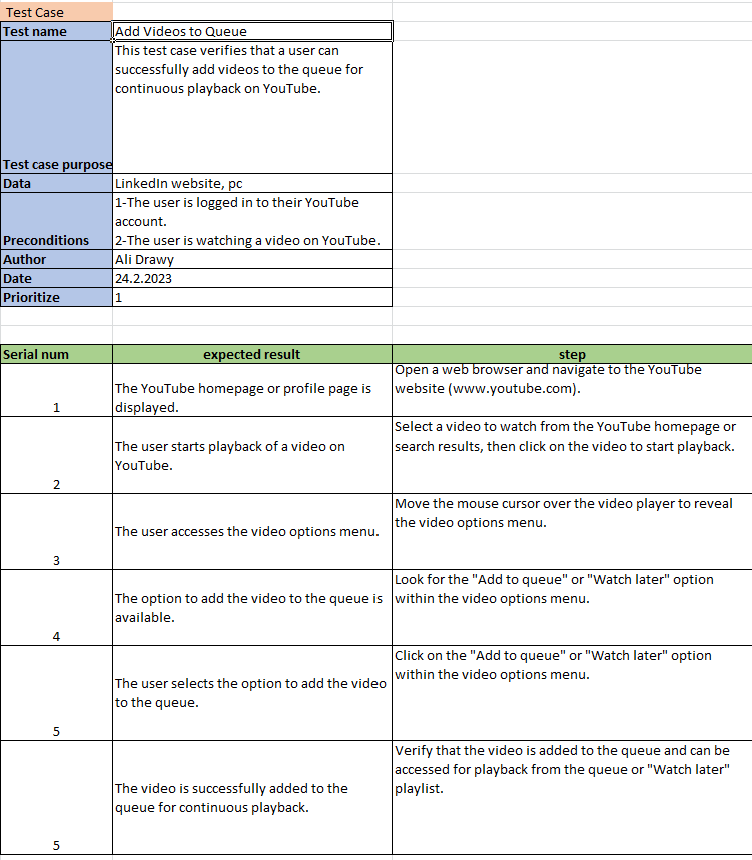 Test Case
Test name Add Videos to Queue
This test case verifies that a user can
successfully add videos to the queue for
continuous playback on YouTube.
Test case purpose
Data LinkedIn website, pc
1-The user is logged in to their YouTube
account.
Preconditions 2-The user is watching a video on YouTube.
Author Ali Drawy
Date 24.2.2023
Prioritize 1
Serial num expected result step
Open a web browser and navigate to the YouTube
website (www.youtube.com).
The YouTube homepage or profile page is
displayed.
1
Select a video to watch from the YouTube homepage or
search results, then click on the video to start playback.
The user starts playback of a video on
YouTube.
2
Move the mouse cursor over the video player to reveal
the video options menu.
The user accesses the video options menu.
3
Look for the "Add to queue" or "Watch later" option
within the video options menu.
The option to add the video to the queue is
available.
4
Click on the "Add to queue" or "Watch later" option
within the video options menu.
The user selects the option to add the video
to the queue.
5
Verify that the video is added to the queue and can be
accessed for playback from the queue or "Watch later"
playlist.
The video is successfully added to the
queue for continuous playback.
5